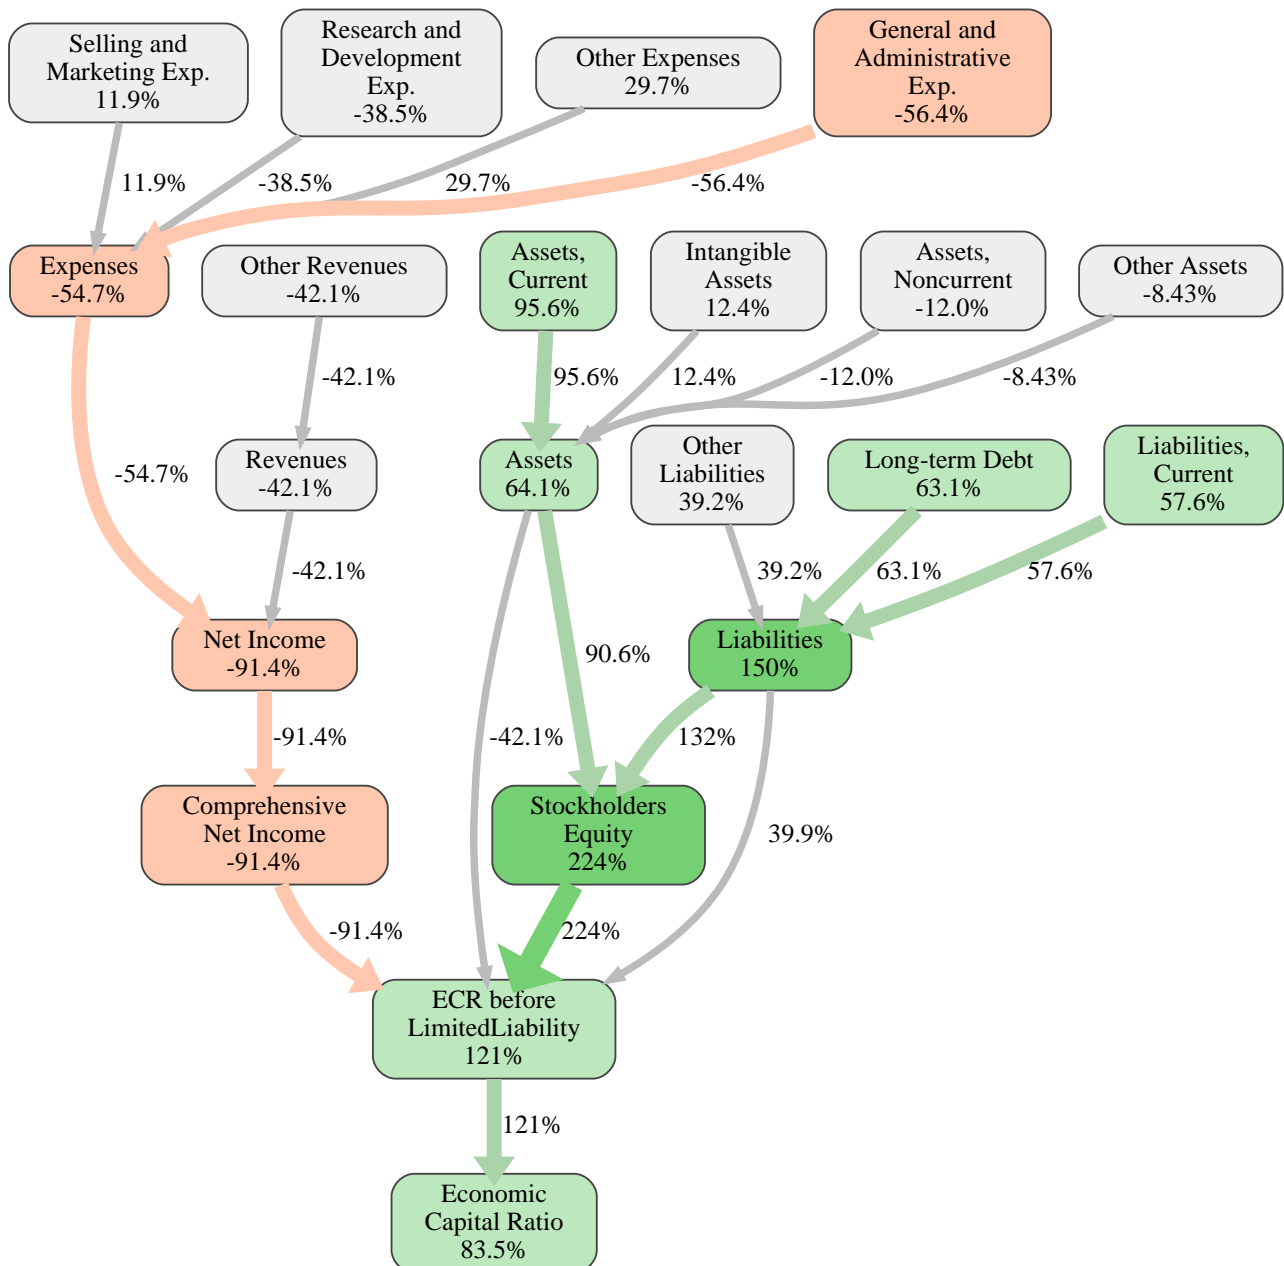 Selling and
Marketing Exp.
11.9%
Research and
Development
Exp.
-38.5%
Other Expenses
29.7%
General and
Administrative
Exp.
-56.4%
11.9%
-38.5%
29.7%
-56.4%
Expenses
-54.7%
Other Revenues
-42.1%
Assets,
Current
95.6%
Intangible
Assets
12.4%
Assets,
Noncurrent
-12.0%
Other Assets
-8.43%
-42.1%
95.6%
12.4%
-12.0%
-8.43%
-54.7%
Revenues
-42.1%
Assets
64.1%
Other
Liabilities
39.2%
Long-term Debt
63.1%
Liabilities,
Current
57.6%
-42.1%
39.2%
63.1%
57.6%
Net Income
-91.4%
90.6%
Liabilities
150%
-91.4%
-42.1%
132%
39.9%
Comprehensive
Net Income
-91.4%
Stockholders
Equity
224%
-91.4%
224%
ECR before
LimitedLiability
121%
121%
Economic
Capital Ratio
83.5%